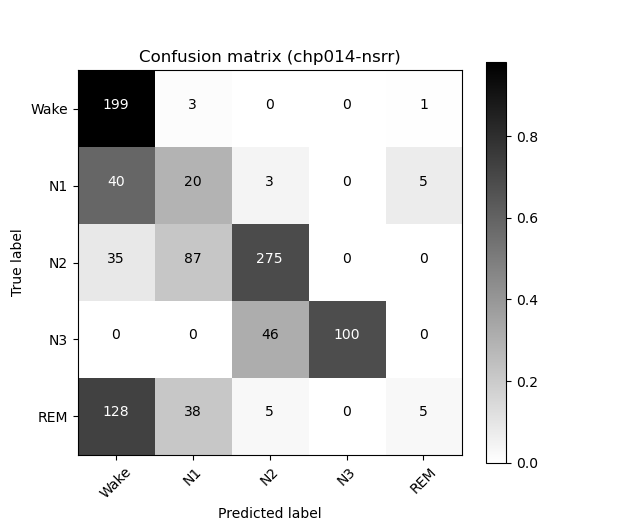 Confusion matrix (chp014-nsrr)
True label
Wake 199 3 0 0 1
N1 40 20 3 0 5
N2 35 87 275 0 0
N3 0 0 46 100 0
REM 128 38 5 0 5
Wake N1 N2 N3 REM
Predicted label
0.8
0.6
0.4
0.2
0.0